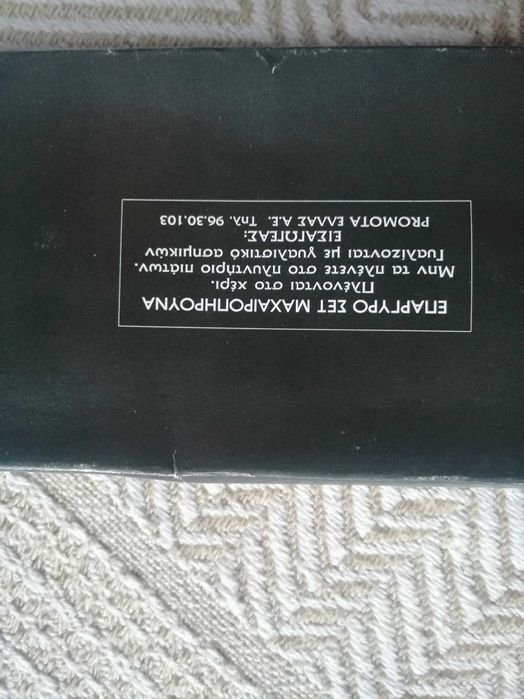 ΕΠΑΡΓΥΡΟ ΣΕΤ ΜΑΧΑΙΡΟΠΗΡΟΥΝΑ
Πλένονται στο χέρι.
Μην τα πλένετε στο πλυντήριο πιάτων.
Γυαλίζονται με γυαλιστικό ασημικών
ΕΙΣΑΓΩΓΕΑΣ:
PROMOTA ΕΛΛΑΣ Α.Ε. Τηλ. 96.30.103